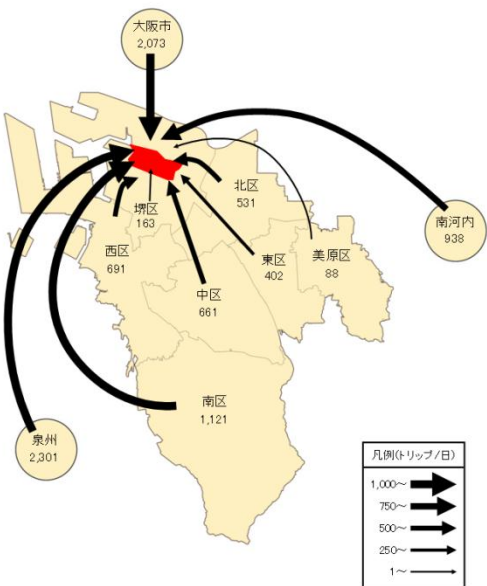 大阪市
2,073
北区
531
堺区
163
南河内
938
西区
691
東区
402
美原区
88
中区
661
南区
1,121
泉州
2,301
凡例(トリップ/日)
1,000～
750～
500～
250～
1～